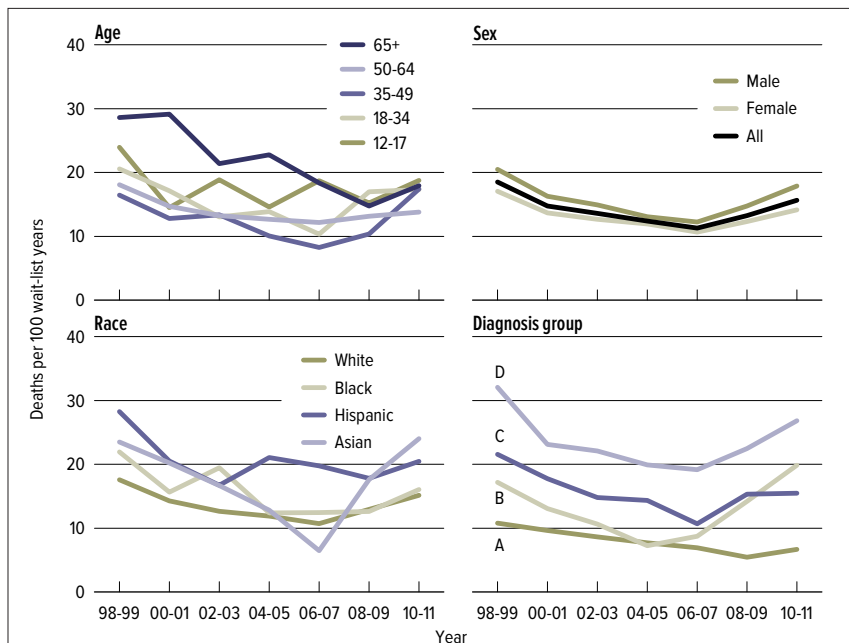 Deaths per 100 wait-list years
Age
40
30
20
10
0
65+
50-64
35-49
18-34
12-17
Sex
Male
Female
All
Race
40
30
20
10
0
White
Black
Hispanic
Asian
98-99 00-01 02-03 04-05 06-07 08-09 10-11
Diagnosis group
D
C
B
A
98-99 00-01 02-03 04-05 06-07 08-09 10-11
Year